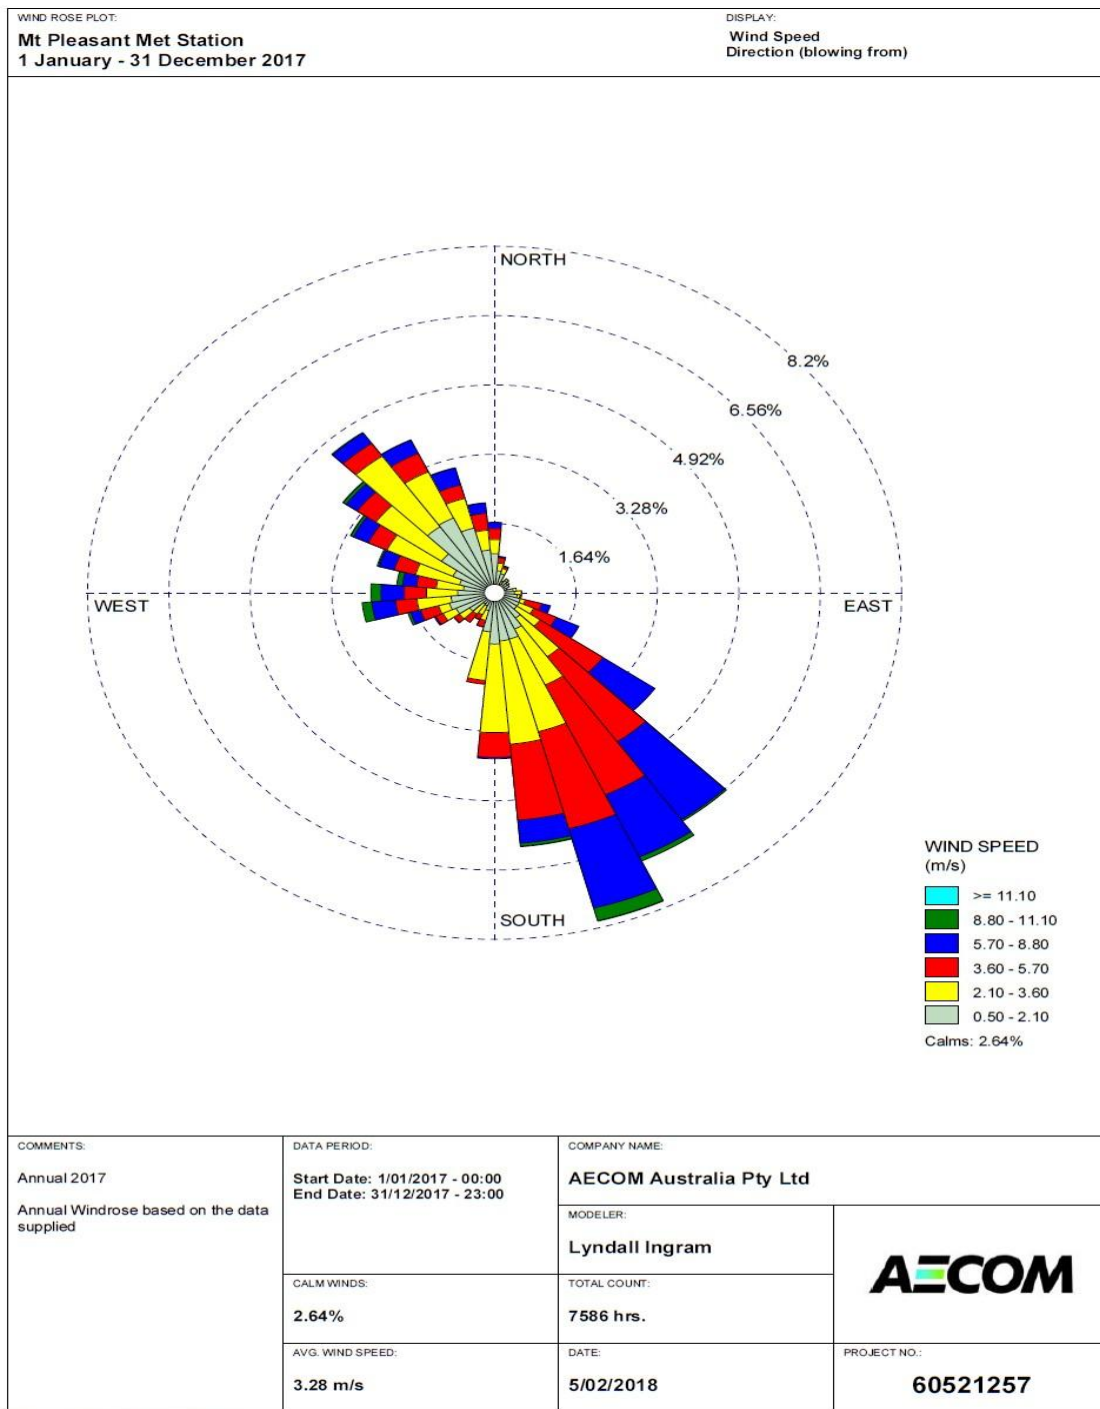 WIND ROSE PLOT:
Mt Pleasant Met Station
1 January - 31 December 2017
DISPLAY:
Wind Speed
Direction (blowing from)
NORTH
8.2%
6.56%
4.92%
3.28%
1.64%
WEST
EAST
SOUTH
WIND SPEED
(m/s)
>= 11.10
8.80 - 11.10
5.70 - 8.80
3.60 - 5.70
2.10 - 3.60
0.50 - 2.10
Calms: 2.64%
COMMENTS:
Annual 2017
Annual Windrose based on the data
supplied
DATA PERIOD:
Start Date: 1/01/2017 - 00:00
End Date: 31/12/2017 - 23:00
COMPANY NAME:
AECOM Australia Pty Ltd
MODELER:
Lyndall Ingram
CALM WINDS:
2.64%
TOTAL COUNT:
7586 hrs.
AECOM
AVG. WIND SPEED:
3.28 m/s
DATE:
5/02/2018
PROJECT NO.:
60521257